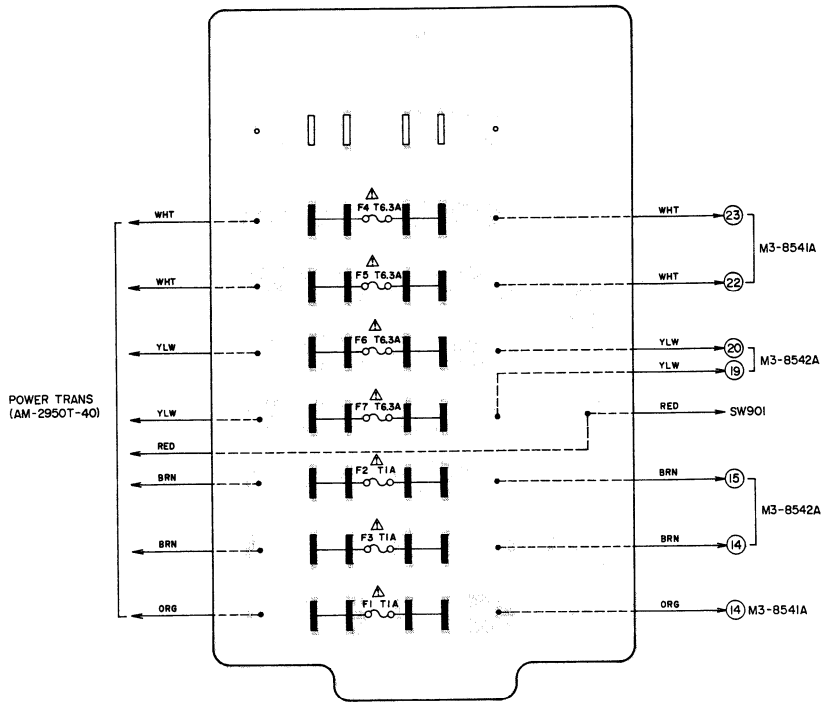 F4 T6.3A
WHT WHT 23
M3-8541A
F5 T6.3A
WHT WHT 22
F6 T6.3A
YLW YLW 20
M3-8542A
YLW 19
POWER TRANS
(AM-2950T-40)
F7 T6.3A
YLW RED SW901
RED
F2 T1A
BRN BRN 15
M3-8542A
F3 T1A
BRN BRN 14
F1 T1A
ORG ORG 14 M3-8541A